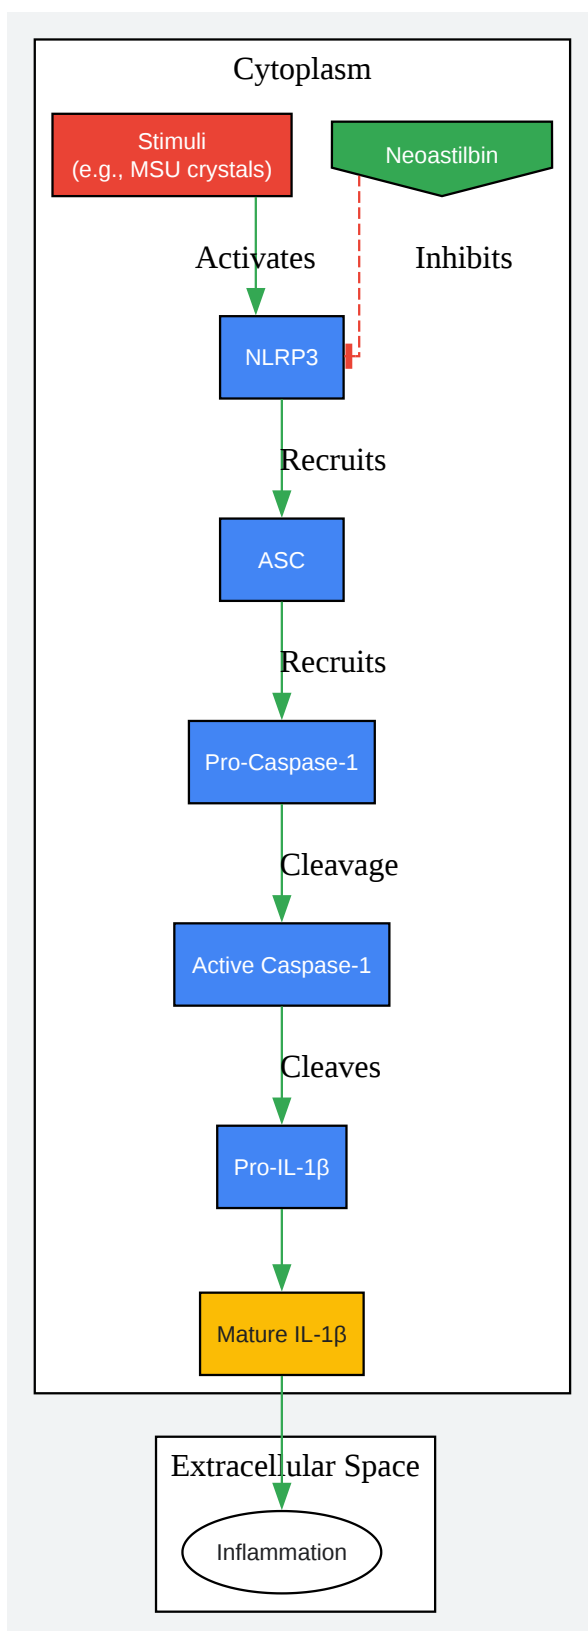 Cytoplasm
Stimuli
(e.g., MSU crystals)
Neoastilbin
Activates
Inhibits
NLRP3
Recruits
ASC
Recruits
Pro-Caspase-1
Cleavage
Active Caspase-1
Cleaves
Pro-IL-1β
Mature IL-1β
Extracellular Space
Inflammation